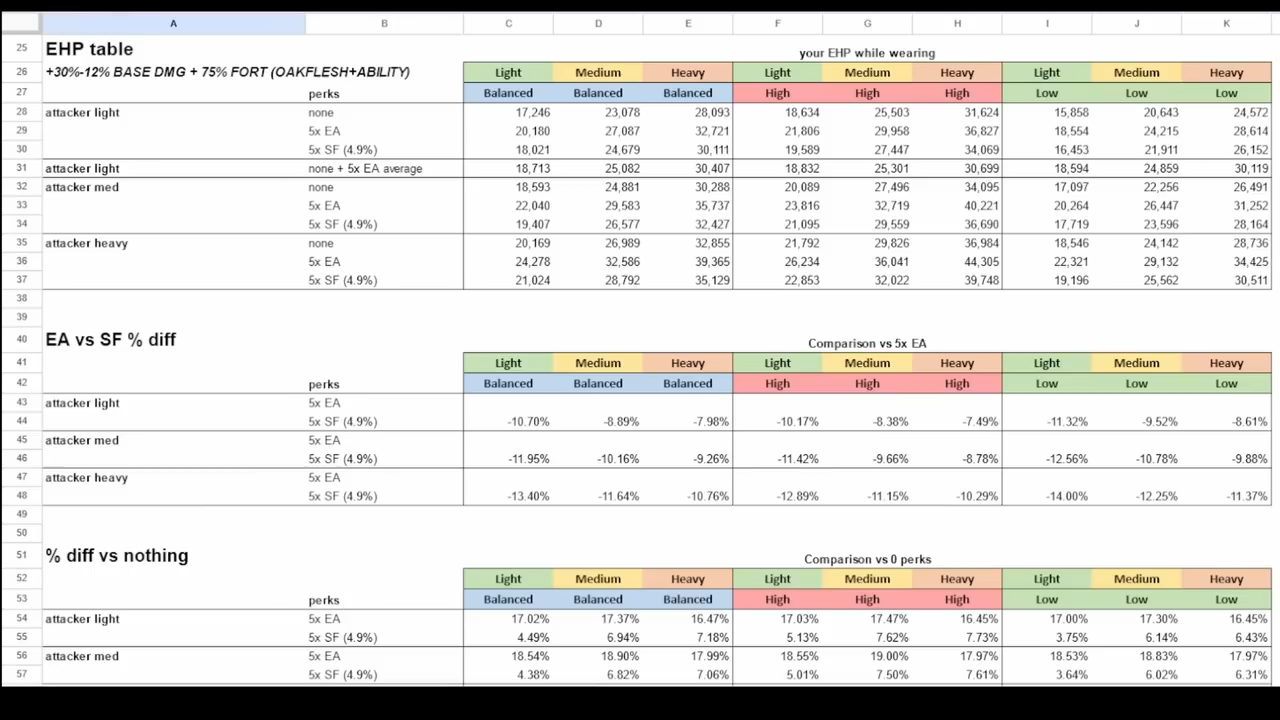 A B C D E F G H I J K
25 EHP table your EHP while wearing
26 +30%-12% BASE DMG + 75% FORT (OAKFLESH+ABILITY) Light Medium Heavy Light Medium Heavy Light Medium Heavy
27 perks Balanced Balanced Balanced High High High Low Low Low
28 attacker light none 17,246 23,078 28,093 18,634 25,503 31,624 15,858 20,643 24,572
29 5x EA 20,180 27,087 32,721 21,806 29,958 36,827 18,554 24,215 28,614
30 5x SF (4.9%) 18,021 24,679 30,111 19,589 27,447 34,069 16,453 21,911 26,152
31 attacker light none + 5x EA average 18,713 25,082 30,407 18,832 25,301 30,699 18,594 24,859 30,119
32 attacker med none 18,593 24,881 30,288 20,089 27,496 34,095 17,097 22,256 26,491
33 5x EA 22,040 29,583 35,737 23,816 32,719 40,221 20,264 26,447 31,252
34 5x SF (4.9%) 19,407 26,577 32,427 21,095 29,559 36,690 17,719 23,596 28,164
35 attacker heavy none 20,169 26,989 32,855 21,792 29,826 36,984 18,546 24,142 28,736
36 5x EA 24,278 32,586 39,365 26,234 36,041 44,305 22,321 29,132 34,425
37 5x SF (4.9%) 21,024 28,792 35,129 22,853 32,022 39,748 19,196 25,562 30,511
38
39
40 EA vs SF % diff Comparison vs 5x EA
41 Light Medium Heavy Light Medium Heavy Light Medium Heavy
42 perks Balanced Balanced Balanced High High High Low Low Low
43 attacker light 5x EA
44 5x SF (4.9%) -10.70% -8.89% -7.98% -10.17% -8.38% -7.49% -11.32% -9.52% -8.61%
45 attacker med 5x EA
46 5x SF (4.9%) -11.95% -10.16% -9.26% -11.42% -9.66% -8.78% -12.56% -10.78% -9.88%
47 attacker heavy 5x EA
48 5x SF (4.9%) -13.40% -11.64% -10.76% -12.89% -11.15% -10.29% -14.00% -12.25% -11.37%
49
50
51 % diff vs nothing Comparison vs 0 perks
52 Light Medium Heavy Light Medium Heavy Light Medium Heavy
53 perks Balanced Balanced Balanced High High High Low Low Low
54 attacker light 5x EA 17.02% 17.37% 16.47% 17.03% 17.47% 16.45% 17.00% 17.30% 16.45%
55 5x SF (4.9%) 4.49% 6.94% 7.18% 5.13% 7.62% 7.73% 3.75% 6.14% 6.43%
56 attacker med 5x EA 18.54% 18.90% 17.99% 18.55% 19.00% 17.97% 18.53% 18.83% 17.97%
57 5x SF (4.9%) 4.38% 6.82% 7.06% 5.01% 7.50% 7.61% 3.64% 6.02% 6.31%